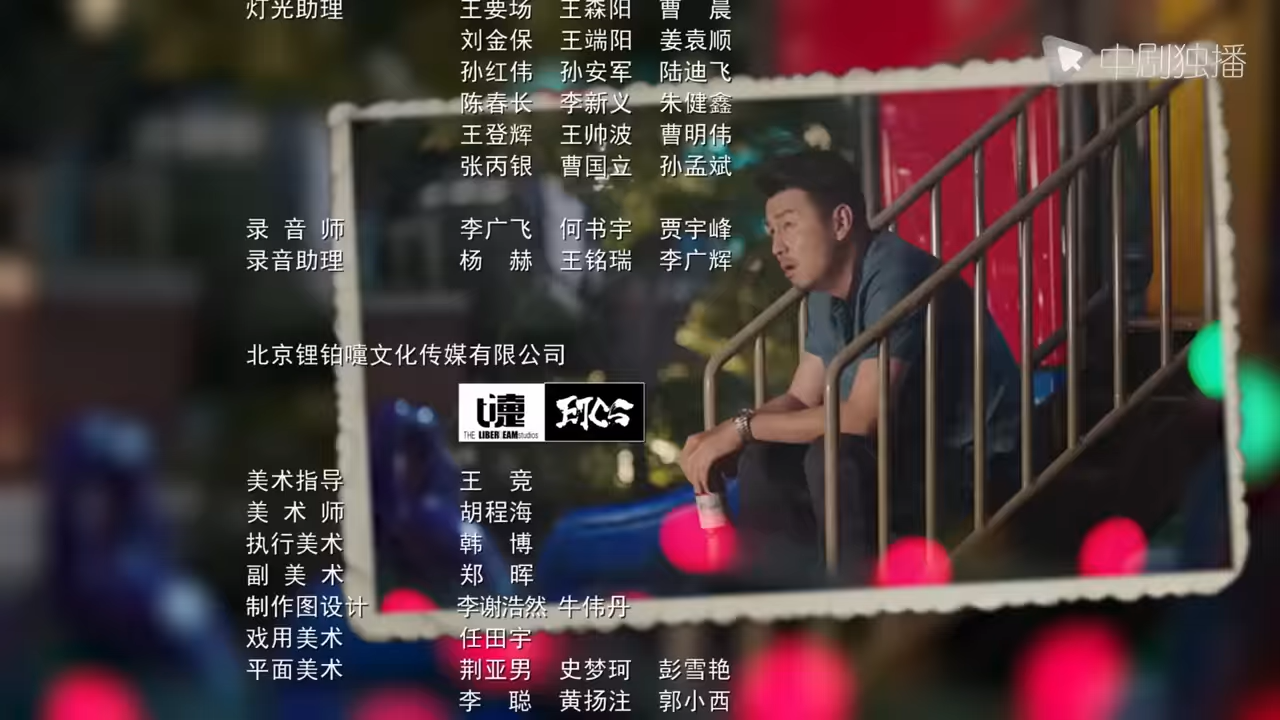 中剧独播
灯光助理 王要场 王森阳 曹晨
刘金保 王端阳 姜袁顺
孙红伟 孙安军 陆迪飞
陈春长 李新义 朱健鑫
王登辉 王帅波 曹明伟
张丙银 曹国立 孙孟斌
录音师 李广飞 何书宇 贾宇峰
录音助理 杨赫 王铭瑞 李广辉
北京锂铂嚏文化传媒有限公司
THE LIBERTEAM studios
美术指导 王竞
美术师 胡程海
执行美术 韩博
副美术 郑晖
制作图设计 李谢浩然 牛伟丹
戏用美术 任田宇
平面美术 荆亚男 史梦珂 彭雪艳
李聪 黄扬注 郭小西